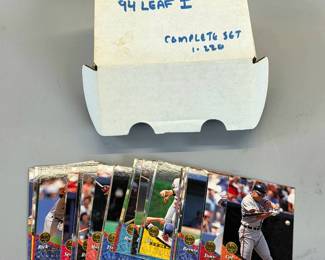 94 LEAF I
COMPLETE SET
1-220